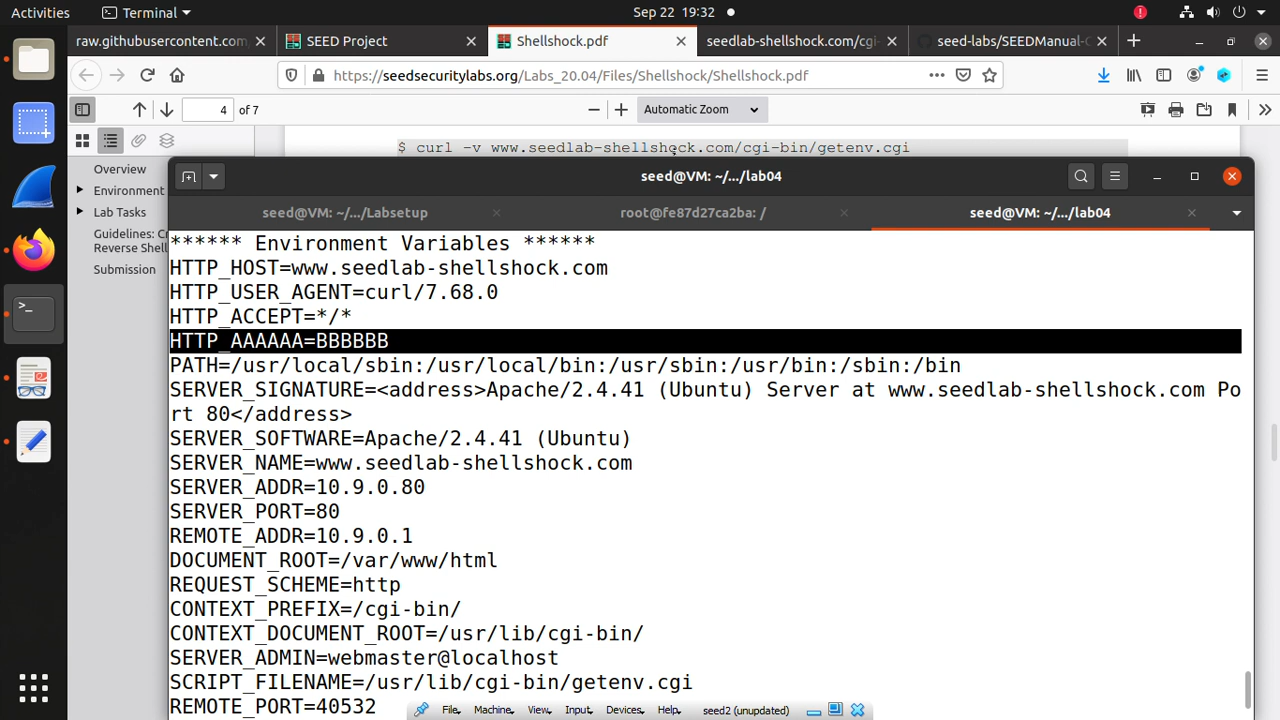 Activities
Terminal
Sep 22 19:32
raw.githubusercontent.com
SEED Project
Shellshock.pdf
seedlab-shellshock.com/cgi-
seed-labs/SEEDManual-
https://seedsecuritylabs.org/Labs_20.04/Files/Shellshock/Shellshock.pdf
4 of 7
Automatic Zoom
$ curl -v www.seedlab-shellshock.com/cgi-bin/getenv.cgi
Overview
Environment
Lab Tasks
Guidelines:
Reverse Shell
Submission
seed@VM: ~/.../lab04
seed@VM: ~/.../Labsetup
root@fe87d27ca2ba: /
seed@VM: ~/.../lab04
****** Environment Variables ******
HTTP_HOST=www.seedlab-shellshock.com
HTTP_USER_AGENT=curl/7.68.0
HTTP_ACCEPT=*/*
HTTP_AAAAAA=BBBBBB
PATH=/usr/local/sbin:/usr/local/bin:/usr/sbin:/usr/bin:/sbin:/bin
SERVER_SIGNATURE=<address>Apache/2.4.41 (Ubuntu) Server at www.seedlab-shellshock.com Po
rt 80</address>
SERVER_SOFTWARE=Apache/2.4.41 (Ubuntu)
SERVER_NAME=www.seedlab-shellshock.com
SERVER_ADDR=10.9.0.80
SERVER_PORT=80
REMOTE_ADDR=10.9.0.1
DOCUMENT_ROOT=/var/www/html
REQUEST_SCHEME=http
CONTEXT_PREFIX=/cgi-bin/
CONTEXT_DOCUMENT_ROOT=/usr/lib/cgi-bin/
SERVER_ADMIN=webmaster@localhost
SCRIPT_FILENAME=/usr/lib/cgi-bin/getenv.cgi
REMOTE_PORT=40532
File Machine View Input Devices Help seed2 (unupdated)